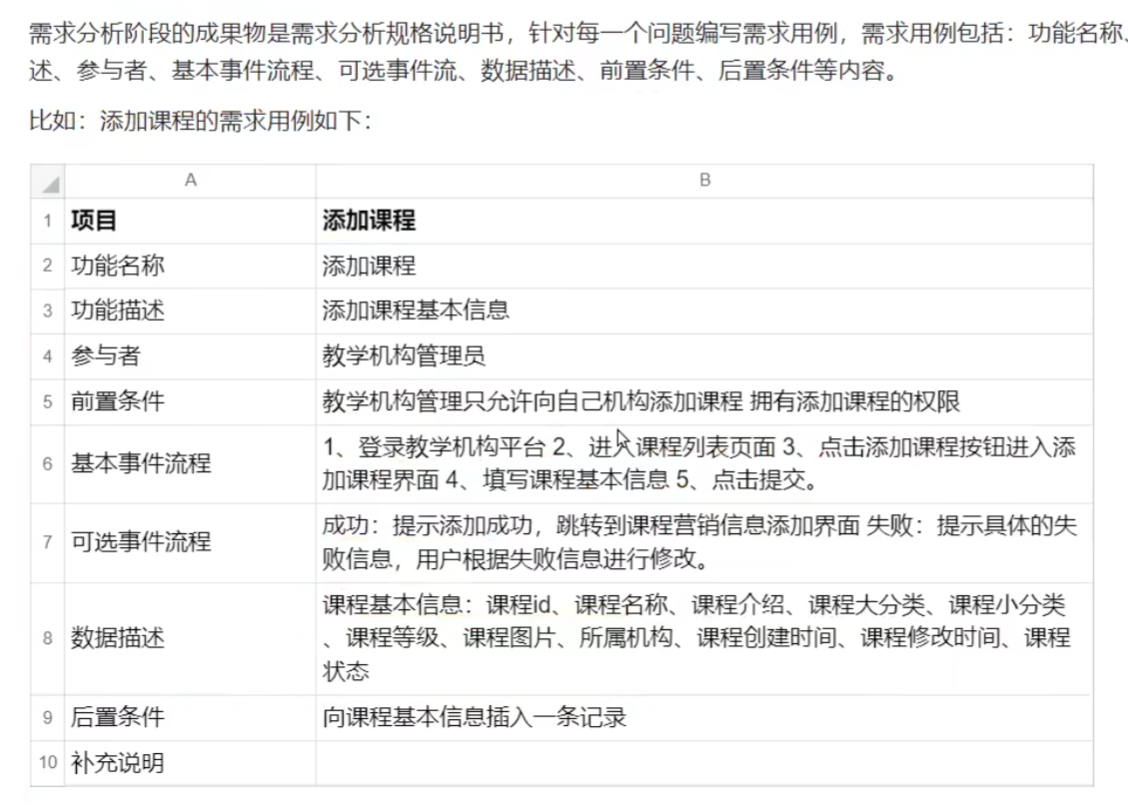 需求分析阶段的成果物是需求分析规格说明书，针对每一个问题编写需求用例，需求用例包括：功能名称、
述、参与者、基本事件流程、可选事件流、数据描述、前置条件、后置条件等内容。
比如：添加课程的需求用例如下：
A B
1 项目 添加课程
2 功能名称 添加课程
3 功能描述 添加课程基本信息
4 参与者 教学机构管理员
5 前置条件 教学机构管理只允许向自己机构添加课程 拥有添加课程的权限
6 基本事件流程 1、登录教学机构平台 2、进入课程列表页面 3、点击添加课程按钮进入添
加课程界面 4、填写课程基本信息 5、点击提交。
7 可选事件流程 成功：提示添加成功，跳转到课程营销信息添加界面 失败：提示具体的失
败信息，用户根据失败信息进行修改。
8 数据描述 课程基本信息：课程id、课程名称、课程介绍、课程大分类、课程小分类
、课程等级、课程图片、所属机构、课程创建时间、课程修改时间、课程
状态
9 后置条件 向课程基本信息插入一条记录
10 补充说明